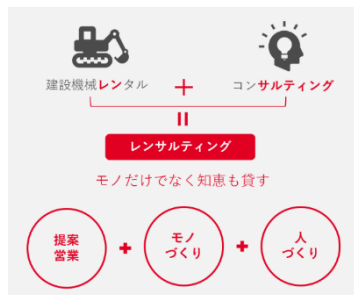 建設機械レンタル + コンサルティング
=
レンサルティング
モノだけでなく知恵も貸す
提案
営業
+
モノ
づくり
+
人
づくり